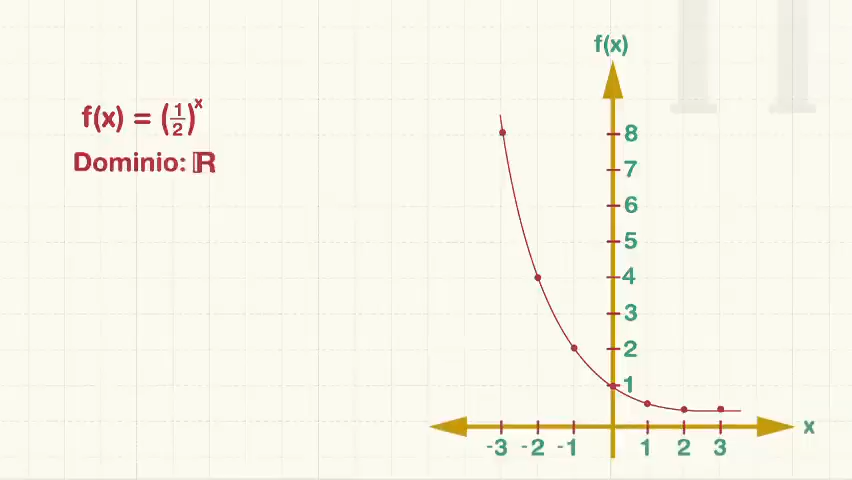 f(x)
f(x) = (1/2)^x
Dominio: ℝ
8
7
6
5
4
3
2
1
x
-3 -2 -1 1 2 3